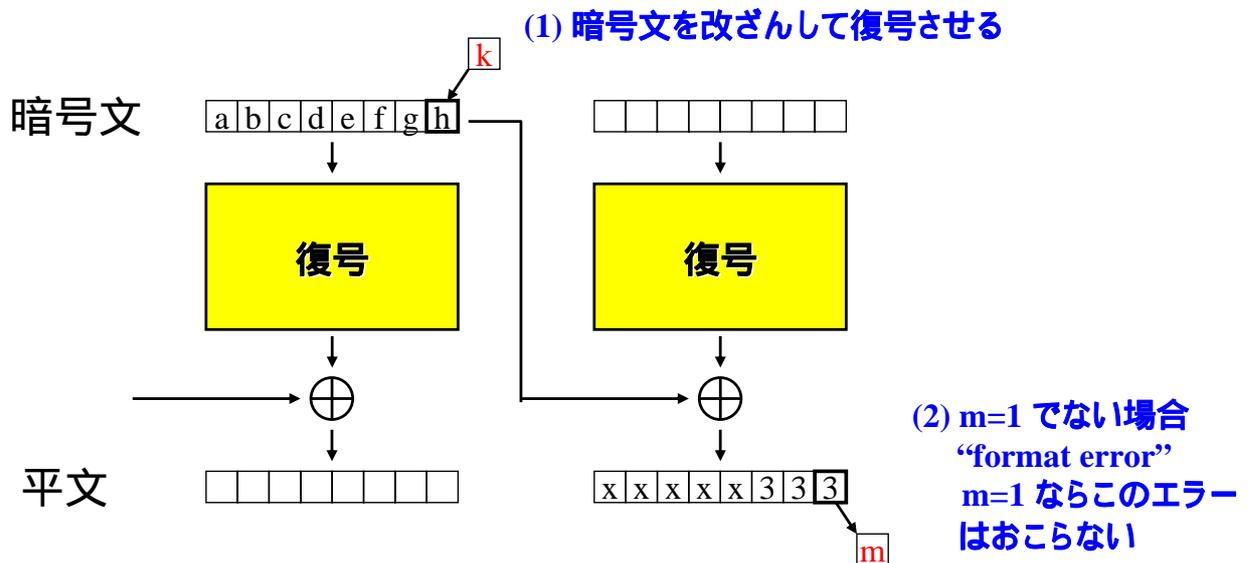 (1) 暗号文を改ざんして復号させる
k
暗号文
a b c d e f g h
復号
復号
平文
x x x x x 3 3 3
m
(2) m=1 でない場合
“format error”
m=1 ならこのエラー
はおこらない